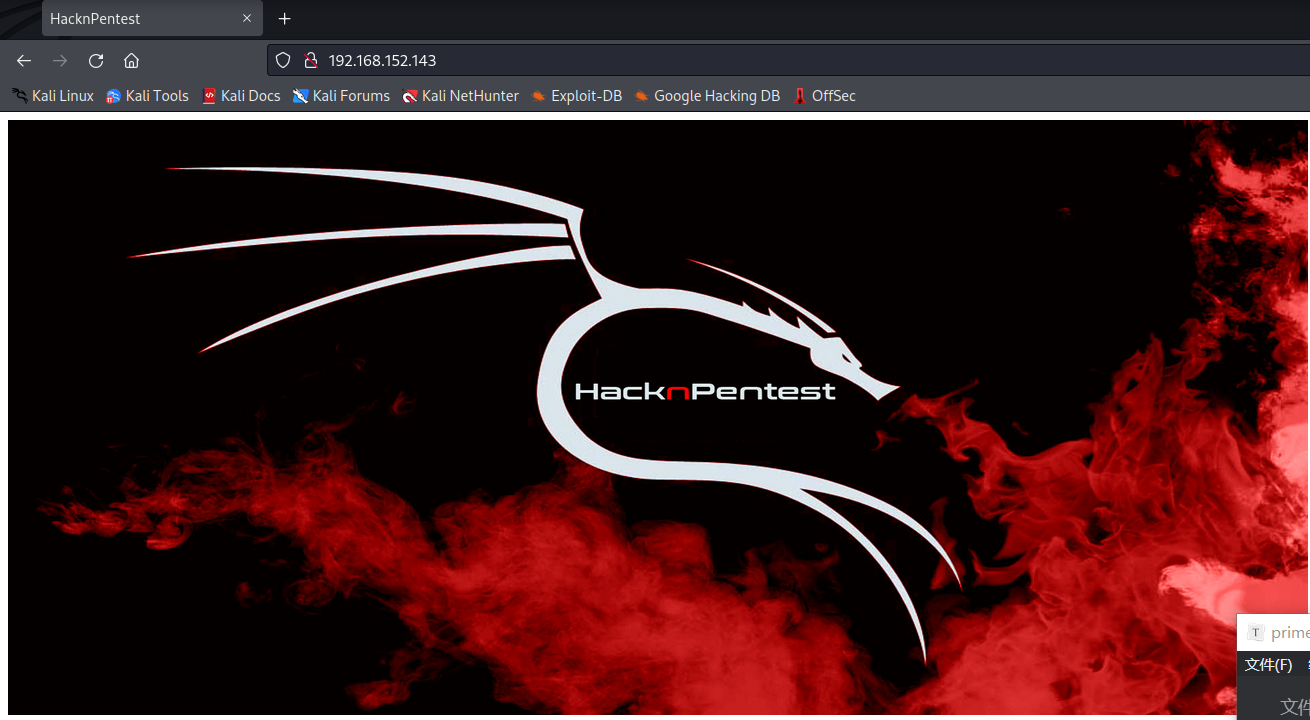 HacknPentest
192.168.152.143
Kali Linux Kali Tools Kali Docs Kali Forums Kali NetHunter Exploit-DB Google Hacking DB OffSec
HacknPentest
T prime
文件(F)
文件